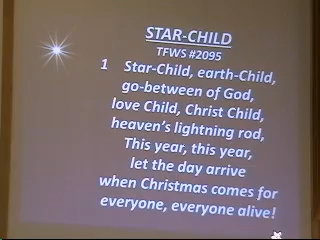 STAR-CHILD
TFWS #2095
1 Star-Child, earth-Child,
go-between of God,
love Child, Christ Child,
heaven's lightning rod,
This year, this year,
let the day arrive
when Christmas comes for
everyone, everyone alive!